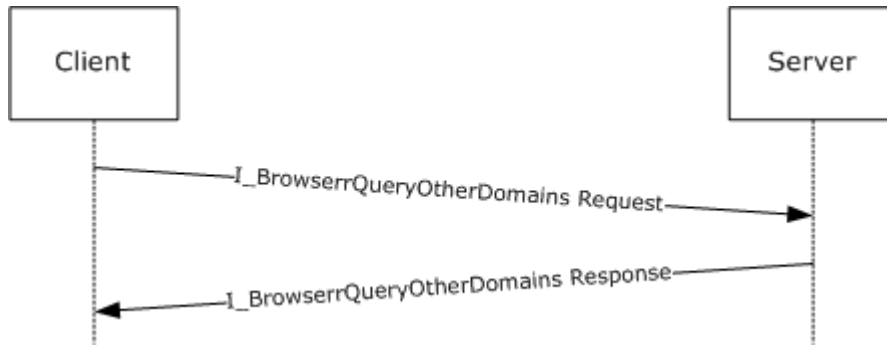 Client
Server
I_BrowserrQueryOtherDomains Request
I_BrowserrQueryOtherDomains Response